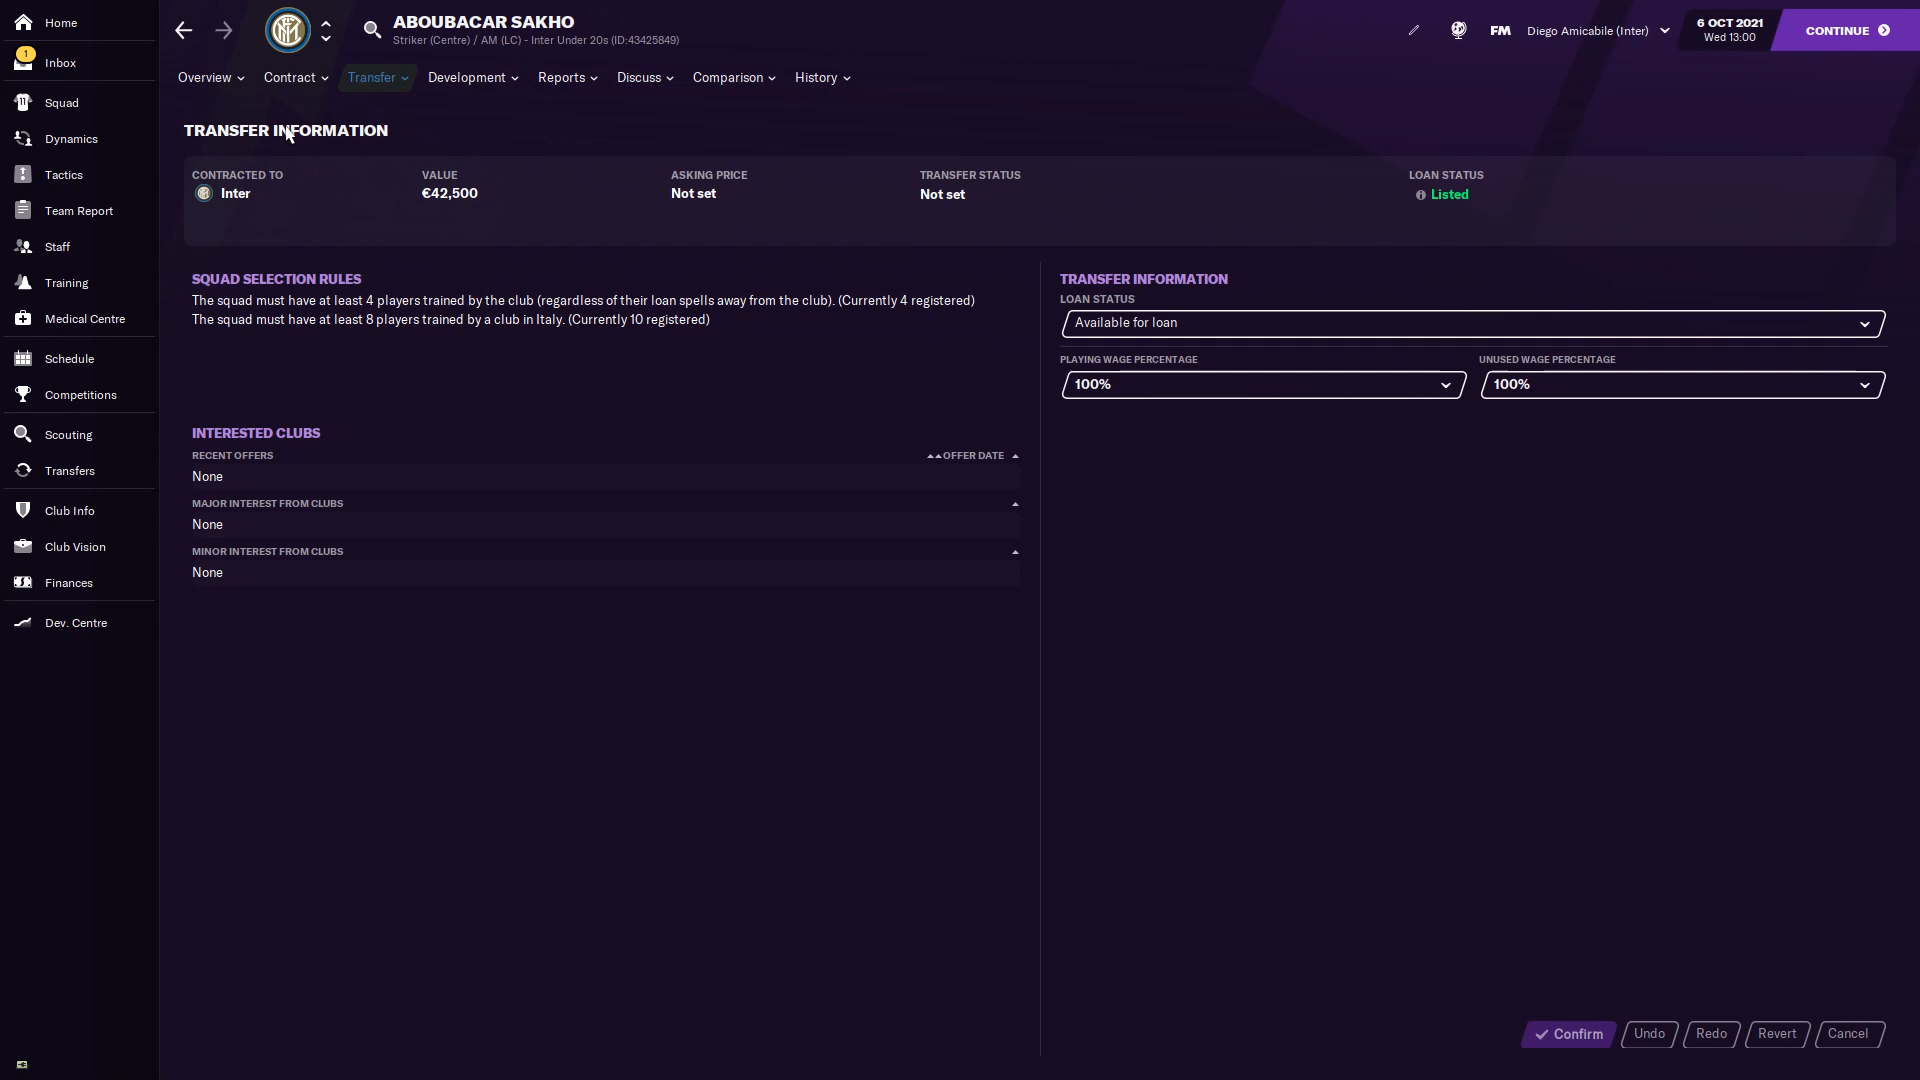 Home
1
Inbox
Squad
Dynamics
Tactics
Team Report
Staff
Training
Medical Centre
Schedule
Competitions
Scouting
Transfers
Club Info
Club Vision
Finances
Dev. Centre
ABOUBACAR SAKHO
Striker (Centre) / AM (LC) - Inter Under 20s (ID:43425849)
FM
Diego Amicabile (Inter)
6 OCT 2021
Wed 13:00
CONTINUE
Overview Contract Transfer Development Reports Discuss Comparison History
TRANSFER INFORMATION
CONTRACTED TO VALUE ASKING PRICE TRANSFER STATUS LOAN STATUS
Inter €42,500 Not set Not set Listed
SQUAD SELECTION RULES
The squad must have at least 4 players trained by the club (regardless of their loan spells away from the club). (Currently 4 registered)
The squad must have at least 8 players trained by a club in Italy. (Currently 10 registered)
INTERESTED CLUBS
RECENT OFFERS OFFER DATE
None
MAJOR INTEREST FROM CLUBS
None
MINOR INTEREST FROM CLUBS
None
TRANSFER INFORMATION
LOAN STATUS
Available for loan
PLAYING WAGE PERCENTAGE UNUSED WAGE PERCENTAGE
100% 100%
Confirm Undo Redo Revert Cancel